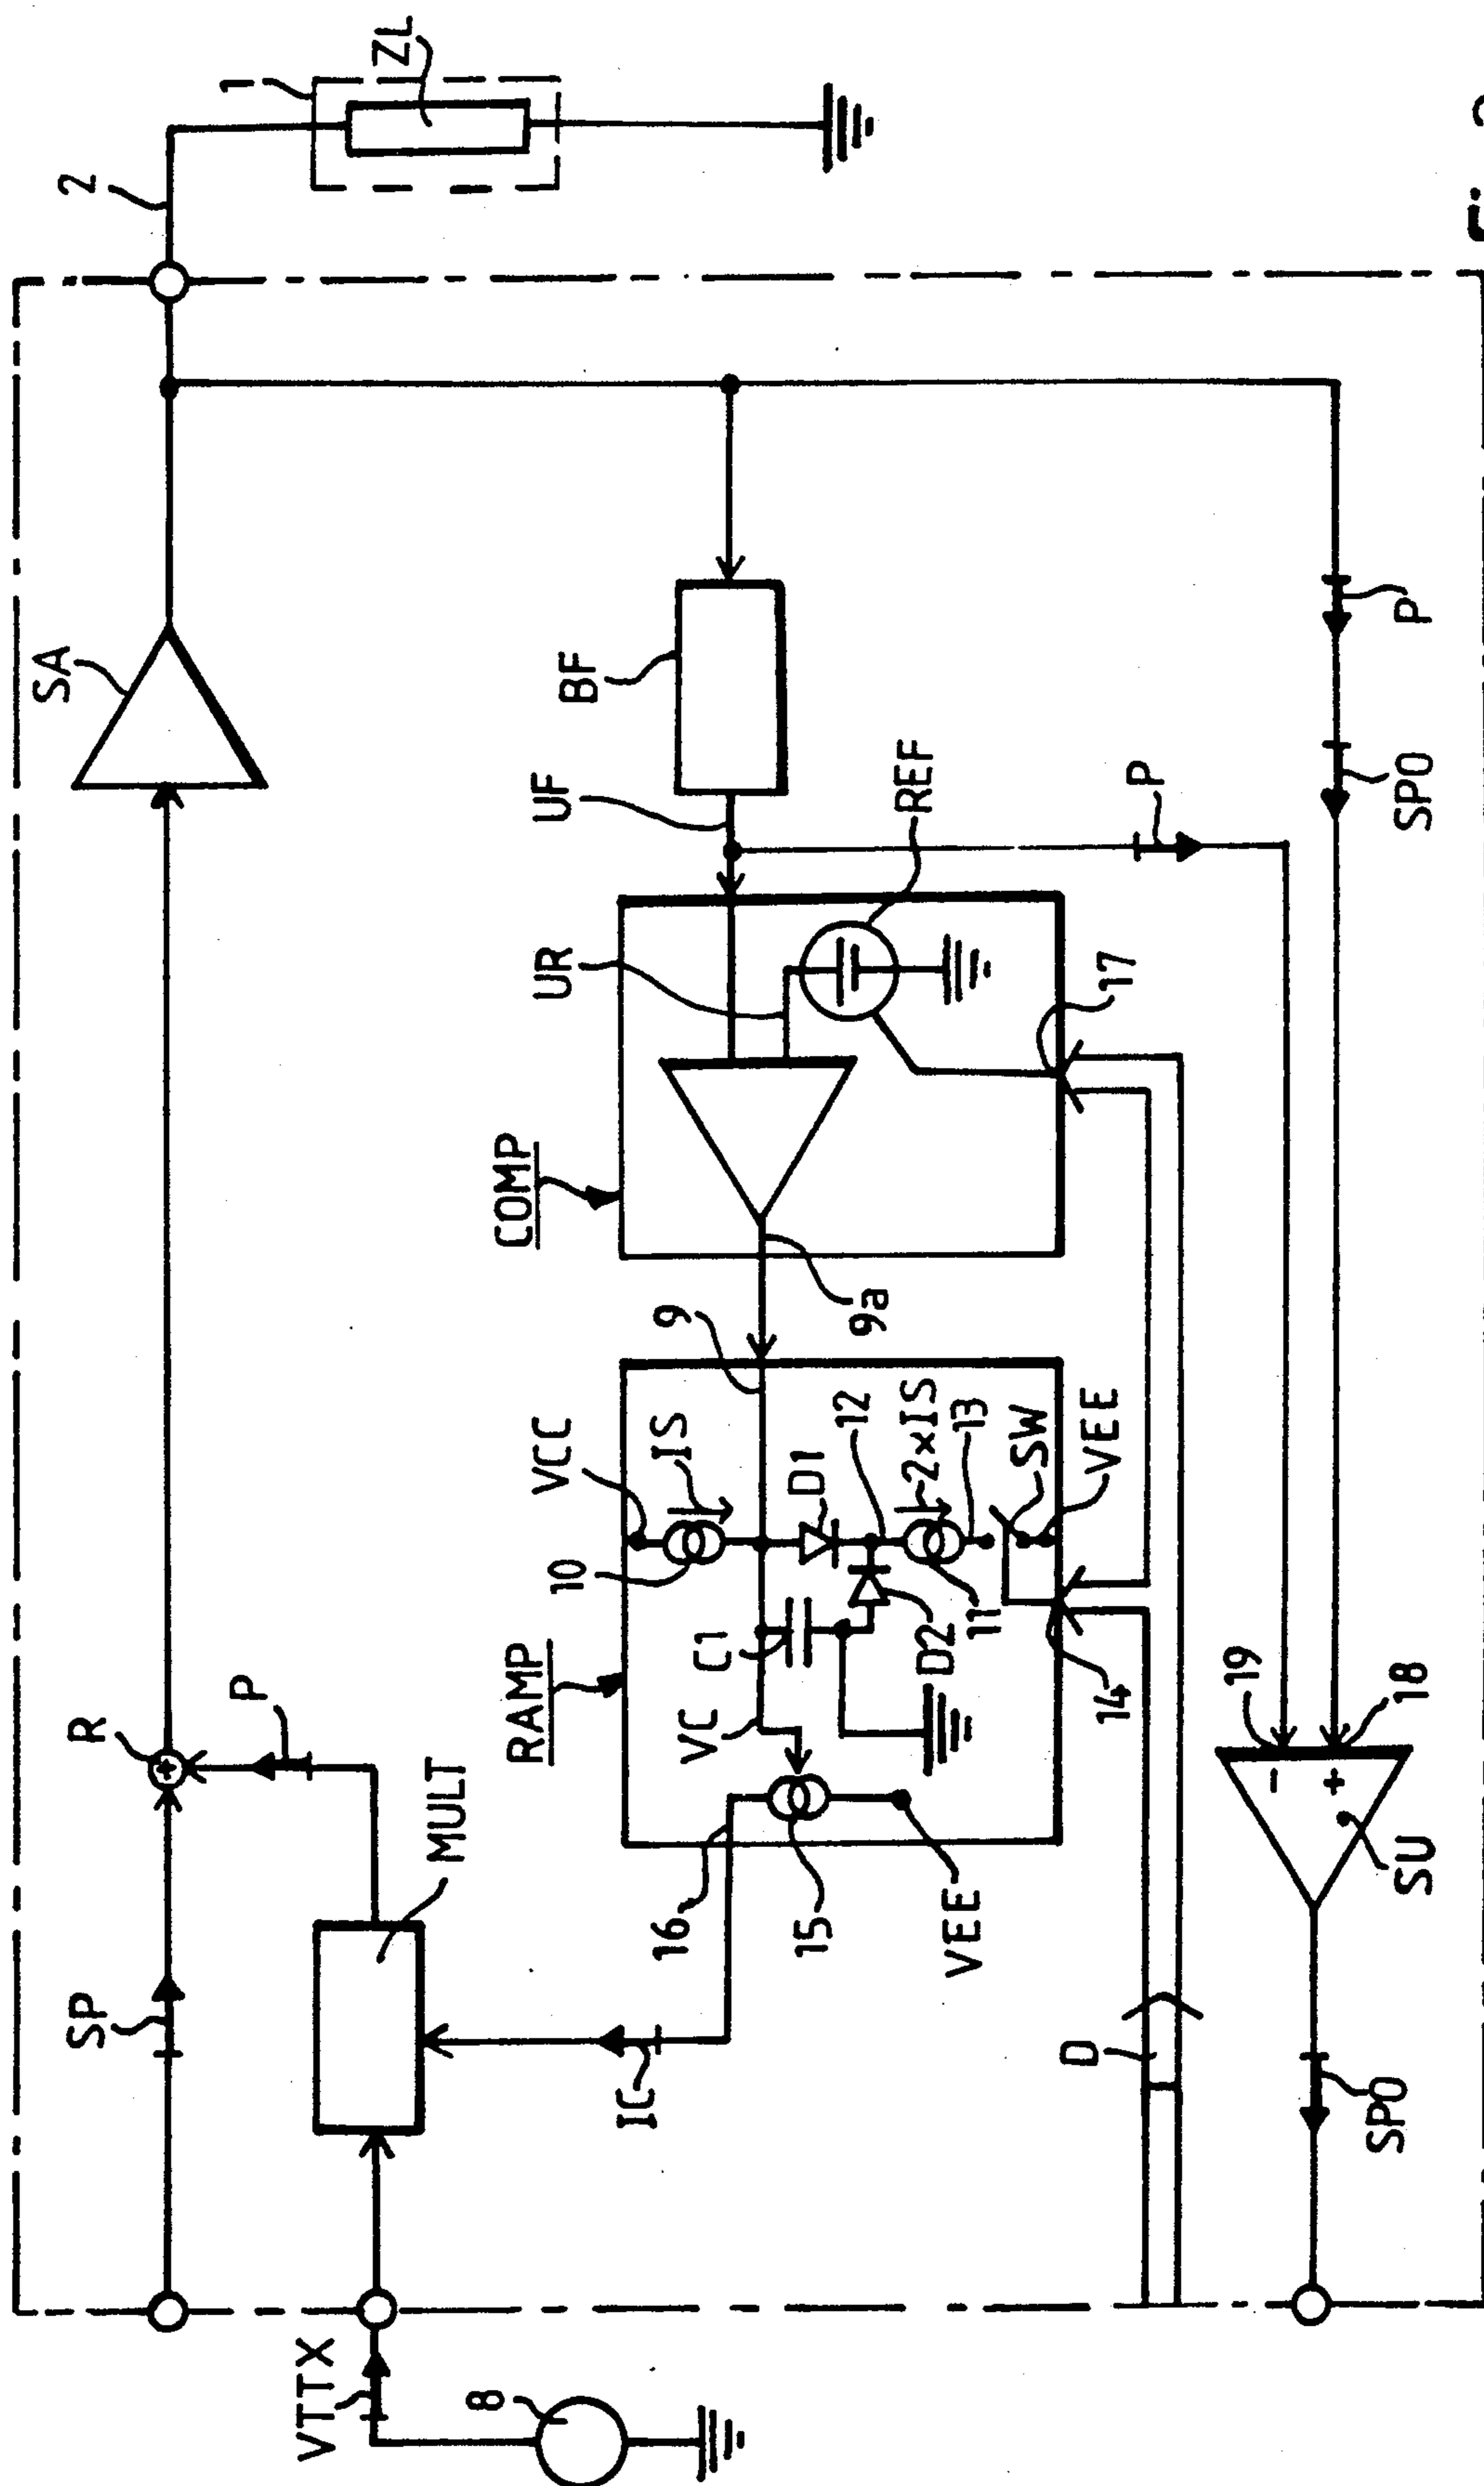 SA
2
1
ZL
R
P
SP
MULT
VTTX
8
IC
16
15
VEE
RAMP
VC
C1
D2
11
14
10
VCC
IS
D1
12
2xIS
13
SW
VEE
9
9a
COMP
UR
UF
REF
17
BF
P
P
SPO
19
18
-
+
SU
D
SPO
+